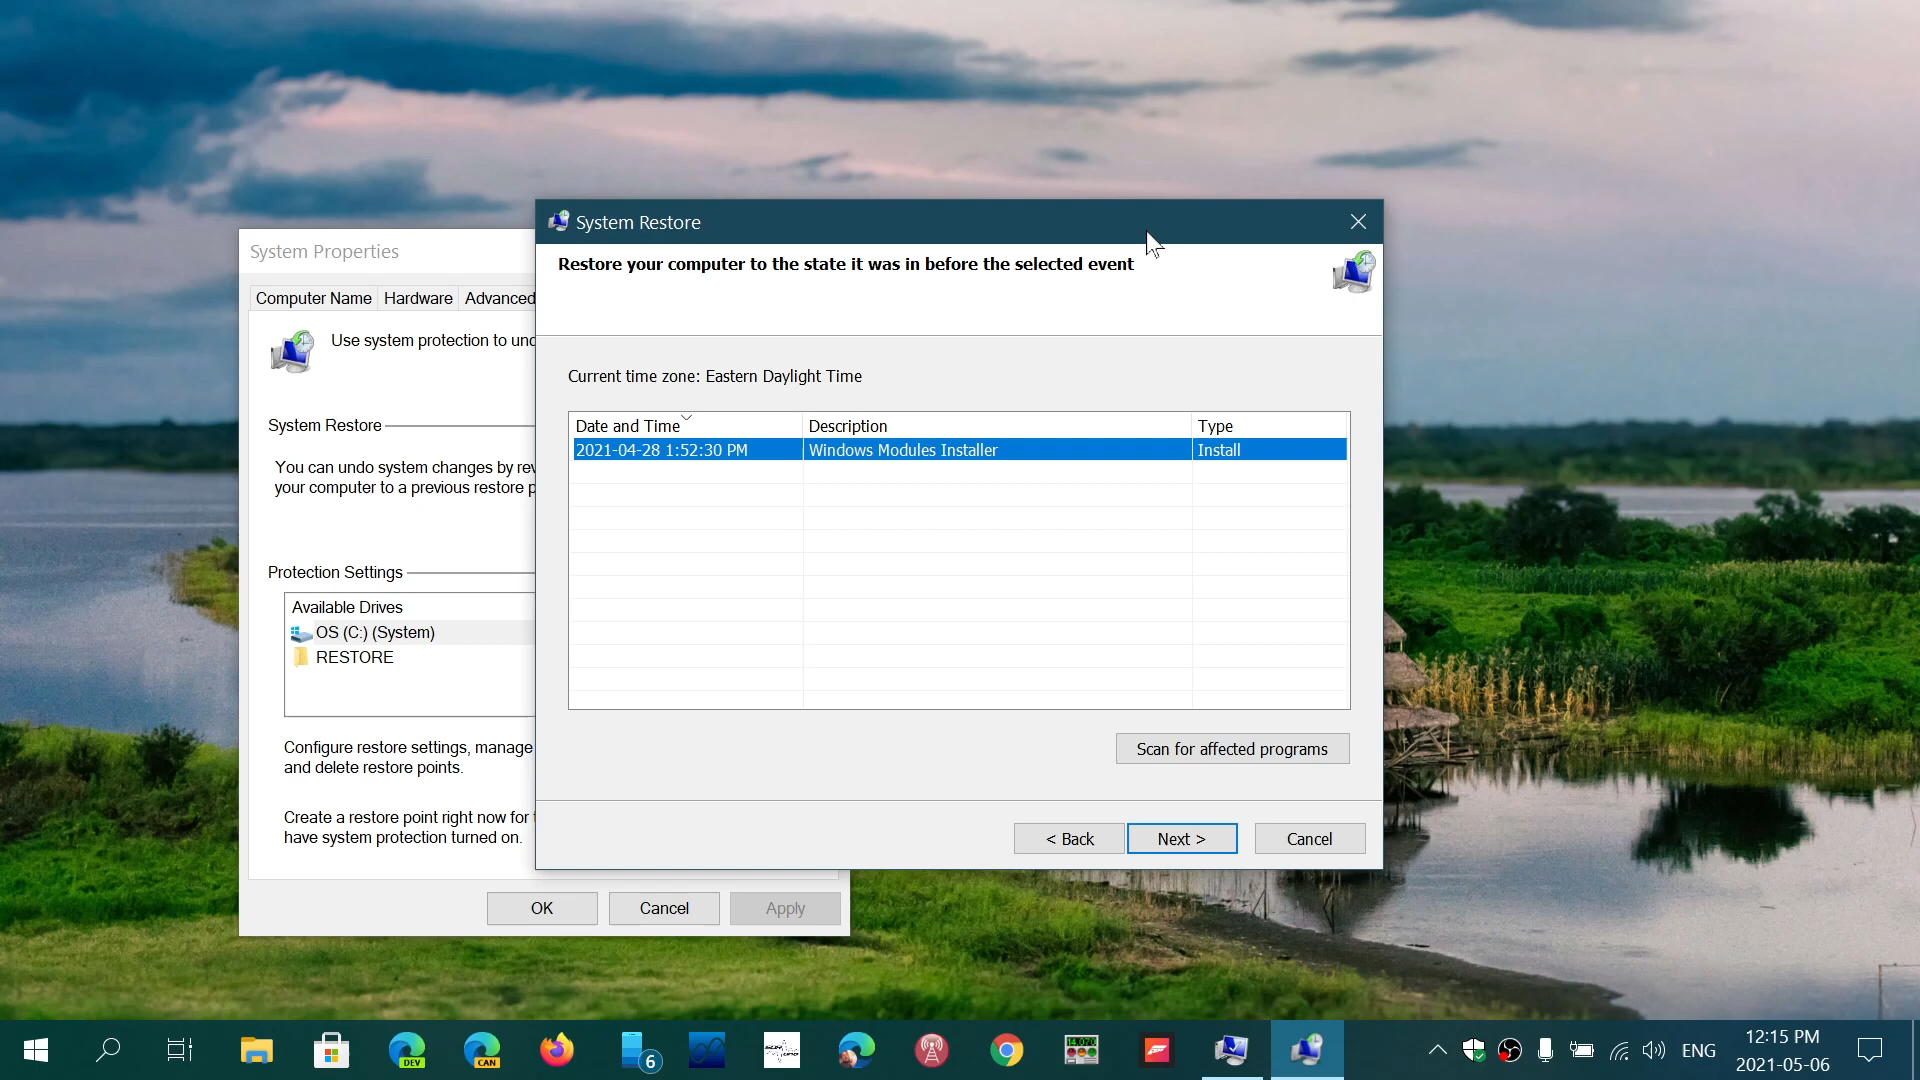 System Restore
Restore your computer to the state it was in before the selected event
Current time zone: Eastern Daylight Time
Date and Time Description Type
2021-04-28 1:52:30 PM Windows Modules Installer Install
Scan for affected programs
< Back Next > Cancel
System Properties
Computer Name Hardware Advanced
Use system protection to
System Restore
You can undo system changes by
your computer to a previous restore
Protection Settings
Available Drives
OS (C:) (System)
RESTORE
Configure restore settings, manage
and delete restore points.
Create a restore point right now for
have system protection turned on.
OK Cancel Apply
DEV
CAN
6
ENG
12:15 PM
2021-05-06